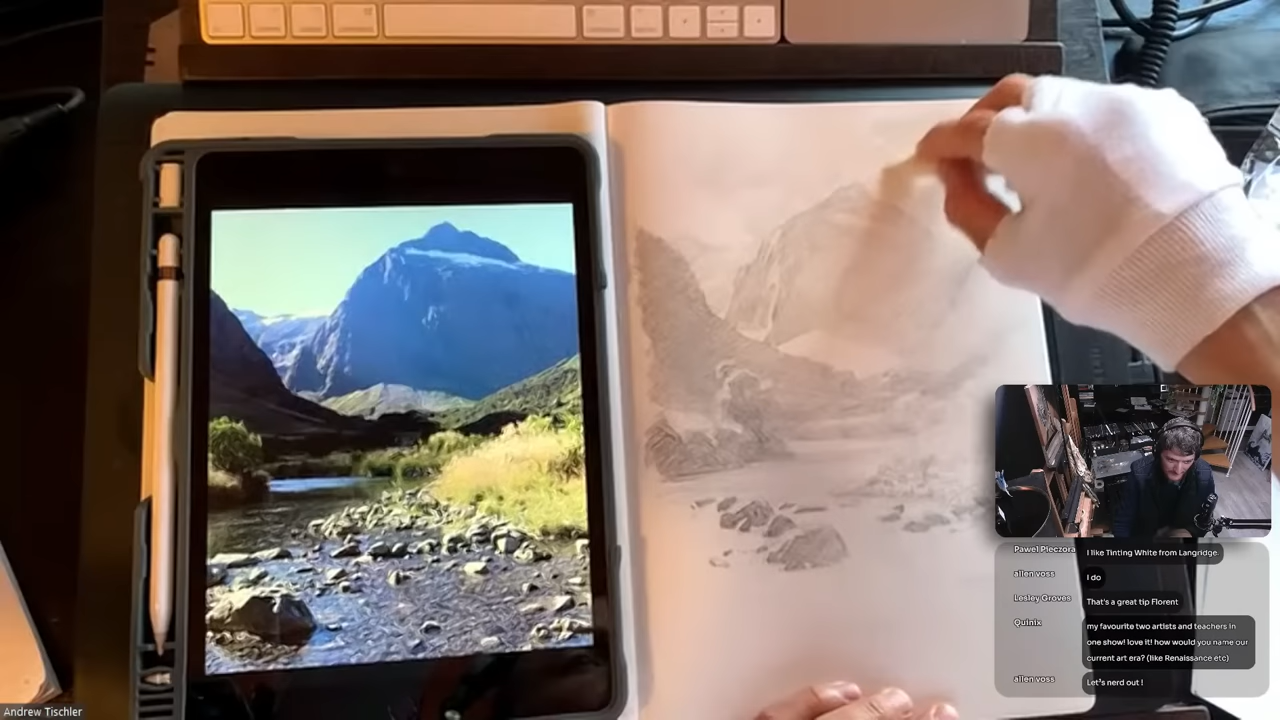 Pawel Pieczora
I like Tinting White from Langridge.
allen voss
I do
Lesley Groves
That's a great tip Florent
Quinix
my favourite two artists and teachers in
one show! love it! how would you name our
current art era? (like Renaissance etc)
allen voss
Let's nerd out !
Andrew Tischler